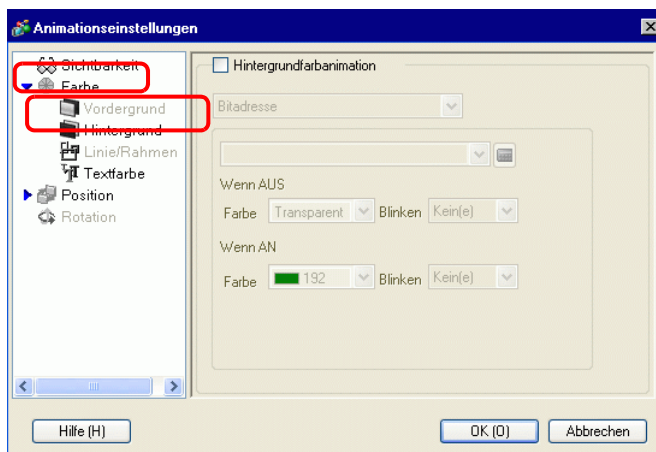 Animationseinstellungen
Sichtbarkeit
Farbe
Vordergrund
Hintergrund
Linie/Rahmen
Textfarbe
Position
Rotation
Hintergrundfarbanimation
Bitadresse
Wenn AUS
Farbe Transparent Blinken Kein(e)
Wenn AN
Farbe 192 Blinken Kein(e)
Hilfe (H) OK (O) Abbrechen